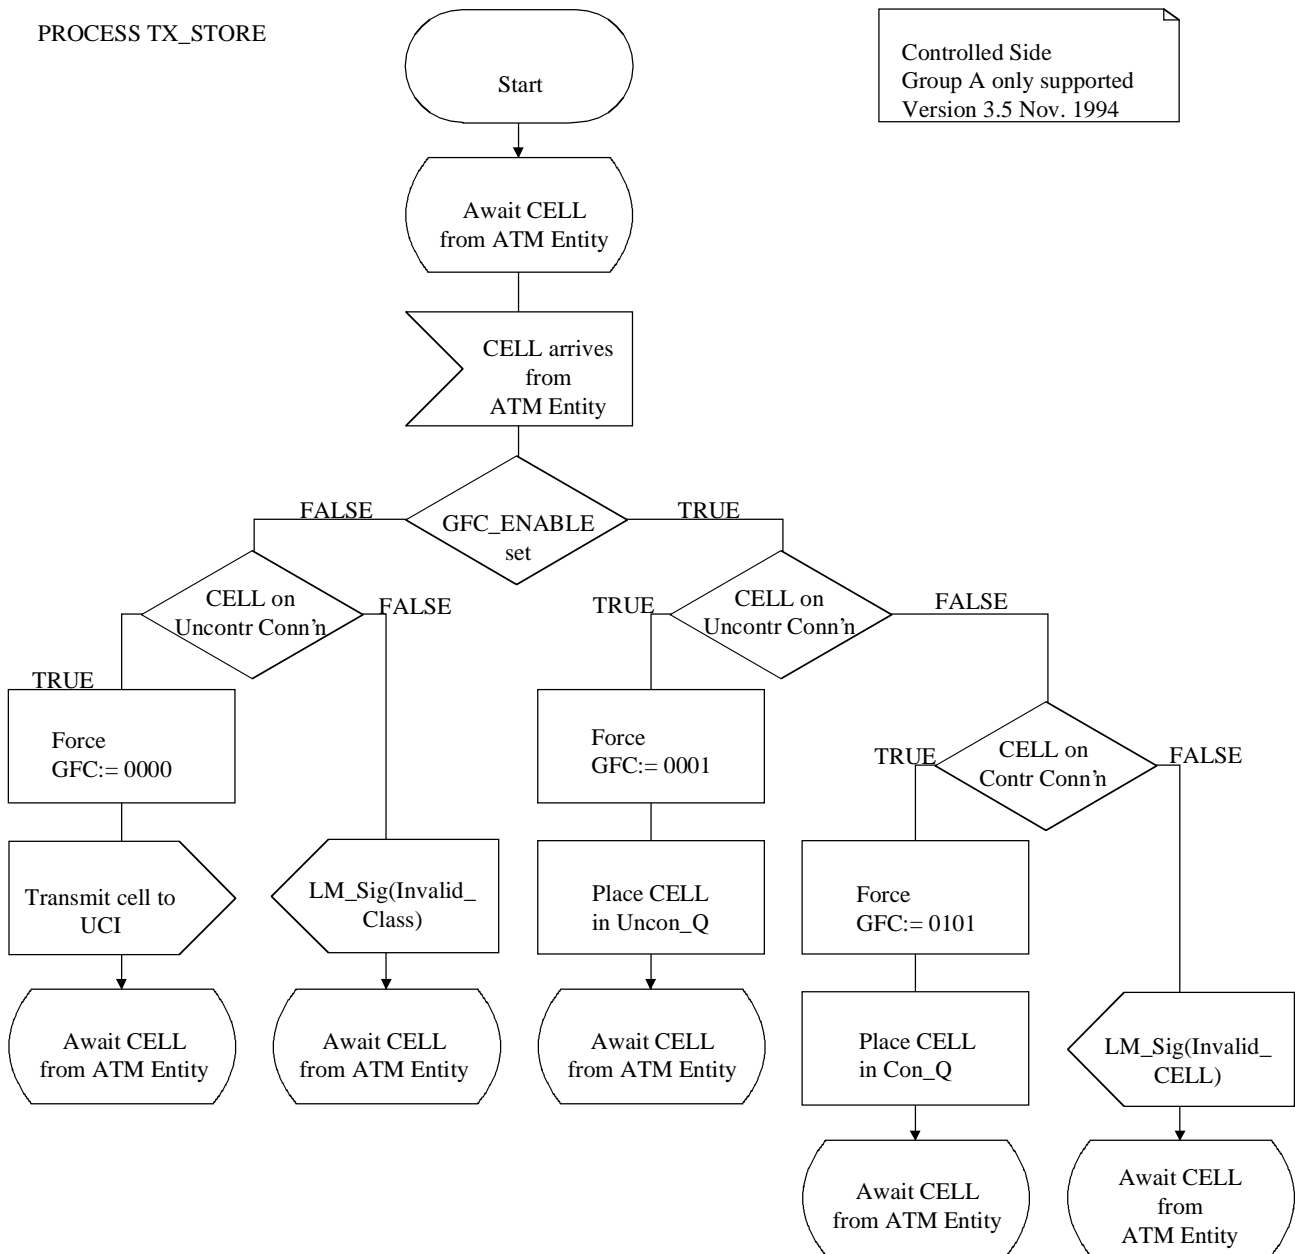 PROCESS TX_STORE
Start
Controlled Side
Group A only supported
Version 3.5 Nov. 1994
Await CELL
from ATM Entity
CELL arrives
from
ATM Entity
GFC_ENABLE
set
FALSE
TRUE
CELL on
Uncontr Conn'n
FALSE
TRUE
CELL on
Uncontr Conn'n
TRUE
FALSE
Force
GFC:= 0000
Force
GFC:= 0001
CELL on
Contr Conn'n
TRUE
FALSE
Transmit cell to
UCI
LM_Sig(Invalid_
Class)
Place CELL
in Uncon_Q
Force
GFC:= 0101
Await CELL
from ATM Entity
Await CELL
from ATM Entity
Await CELL
from ATM Entity
Place CELL
in Con_Q
LM_Sig(Invalid_
CELL)
Await CELL
from ATM Entity
Await CELL
from
ATM Entity